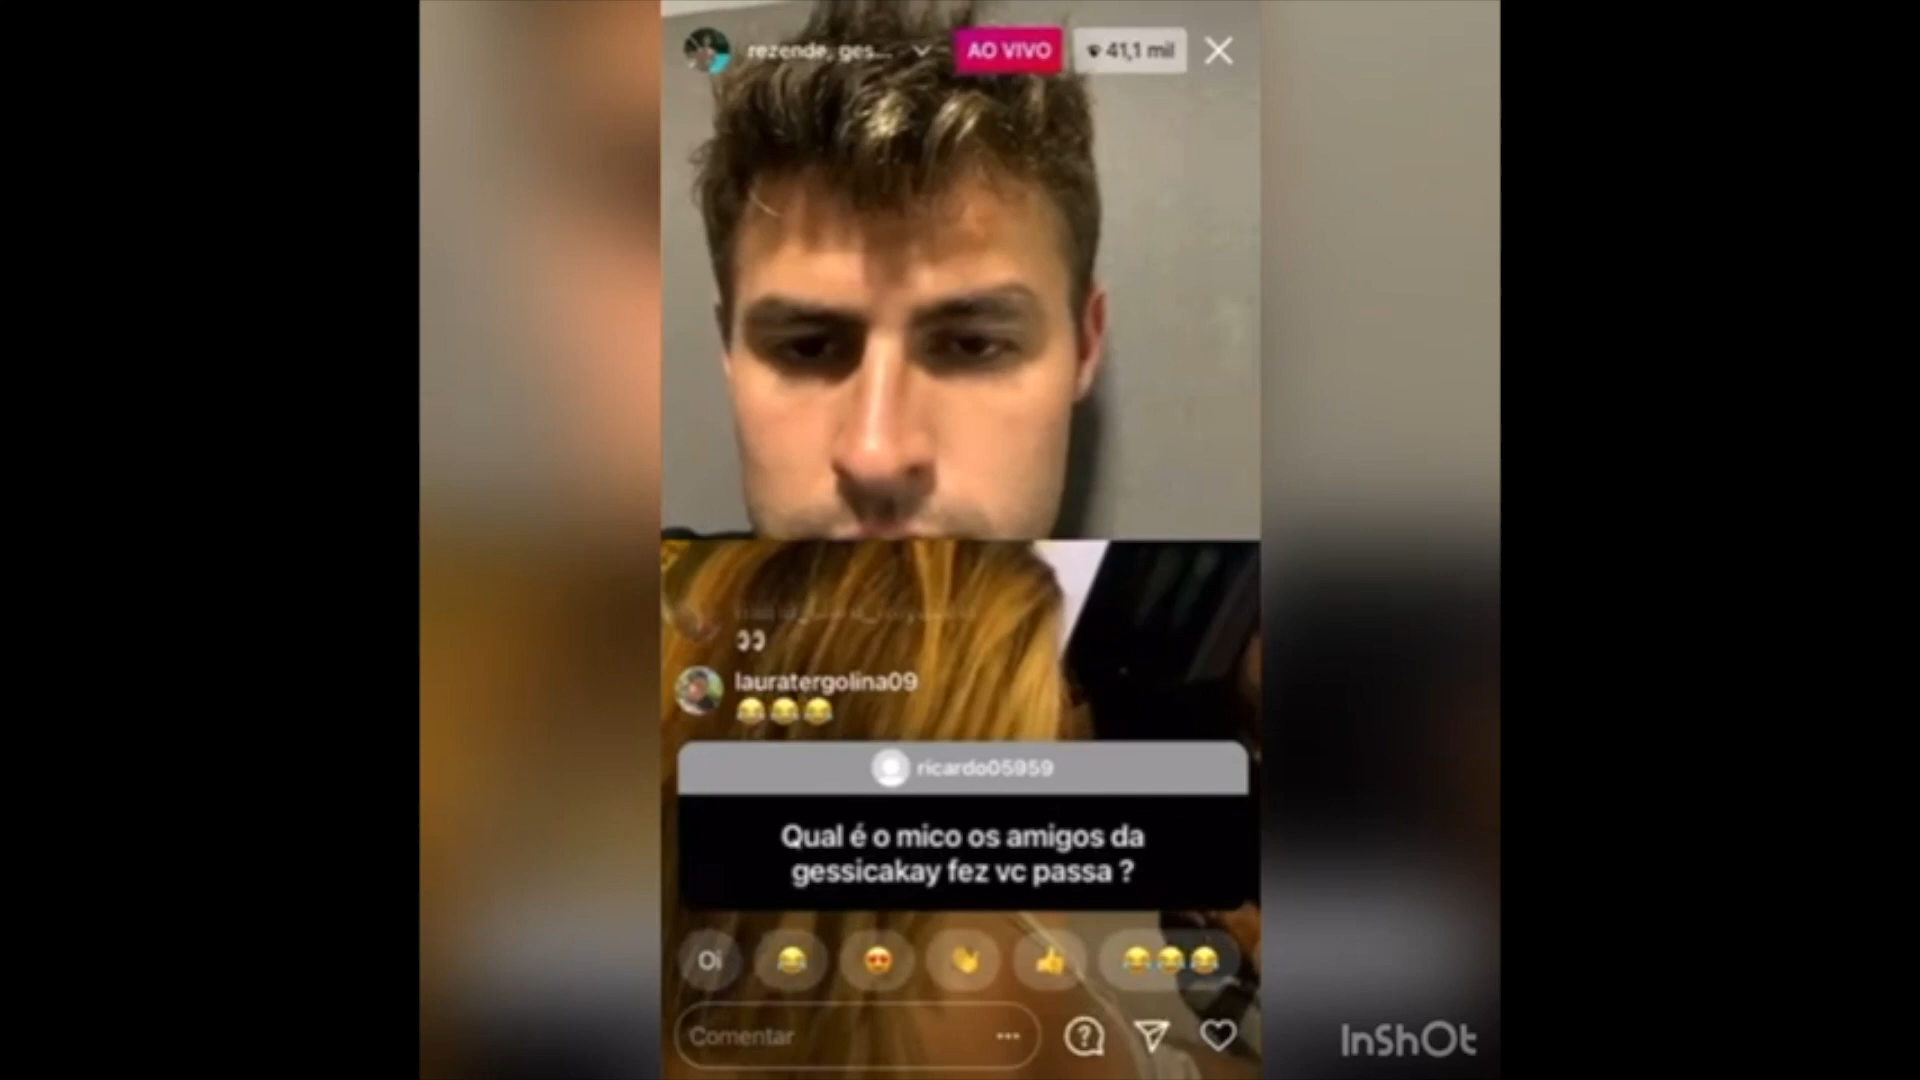 rezende, ges...
AO VIVO
41,1 mil
lauratergolina09
😂😂😂
ricardo05959
Qual é o mico os amigos da
gessicakay fez vc passa ?
Oi
Comentar
InShOt